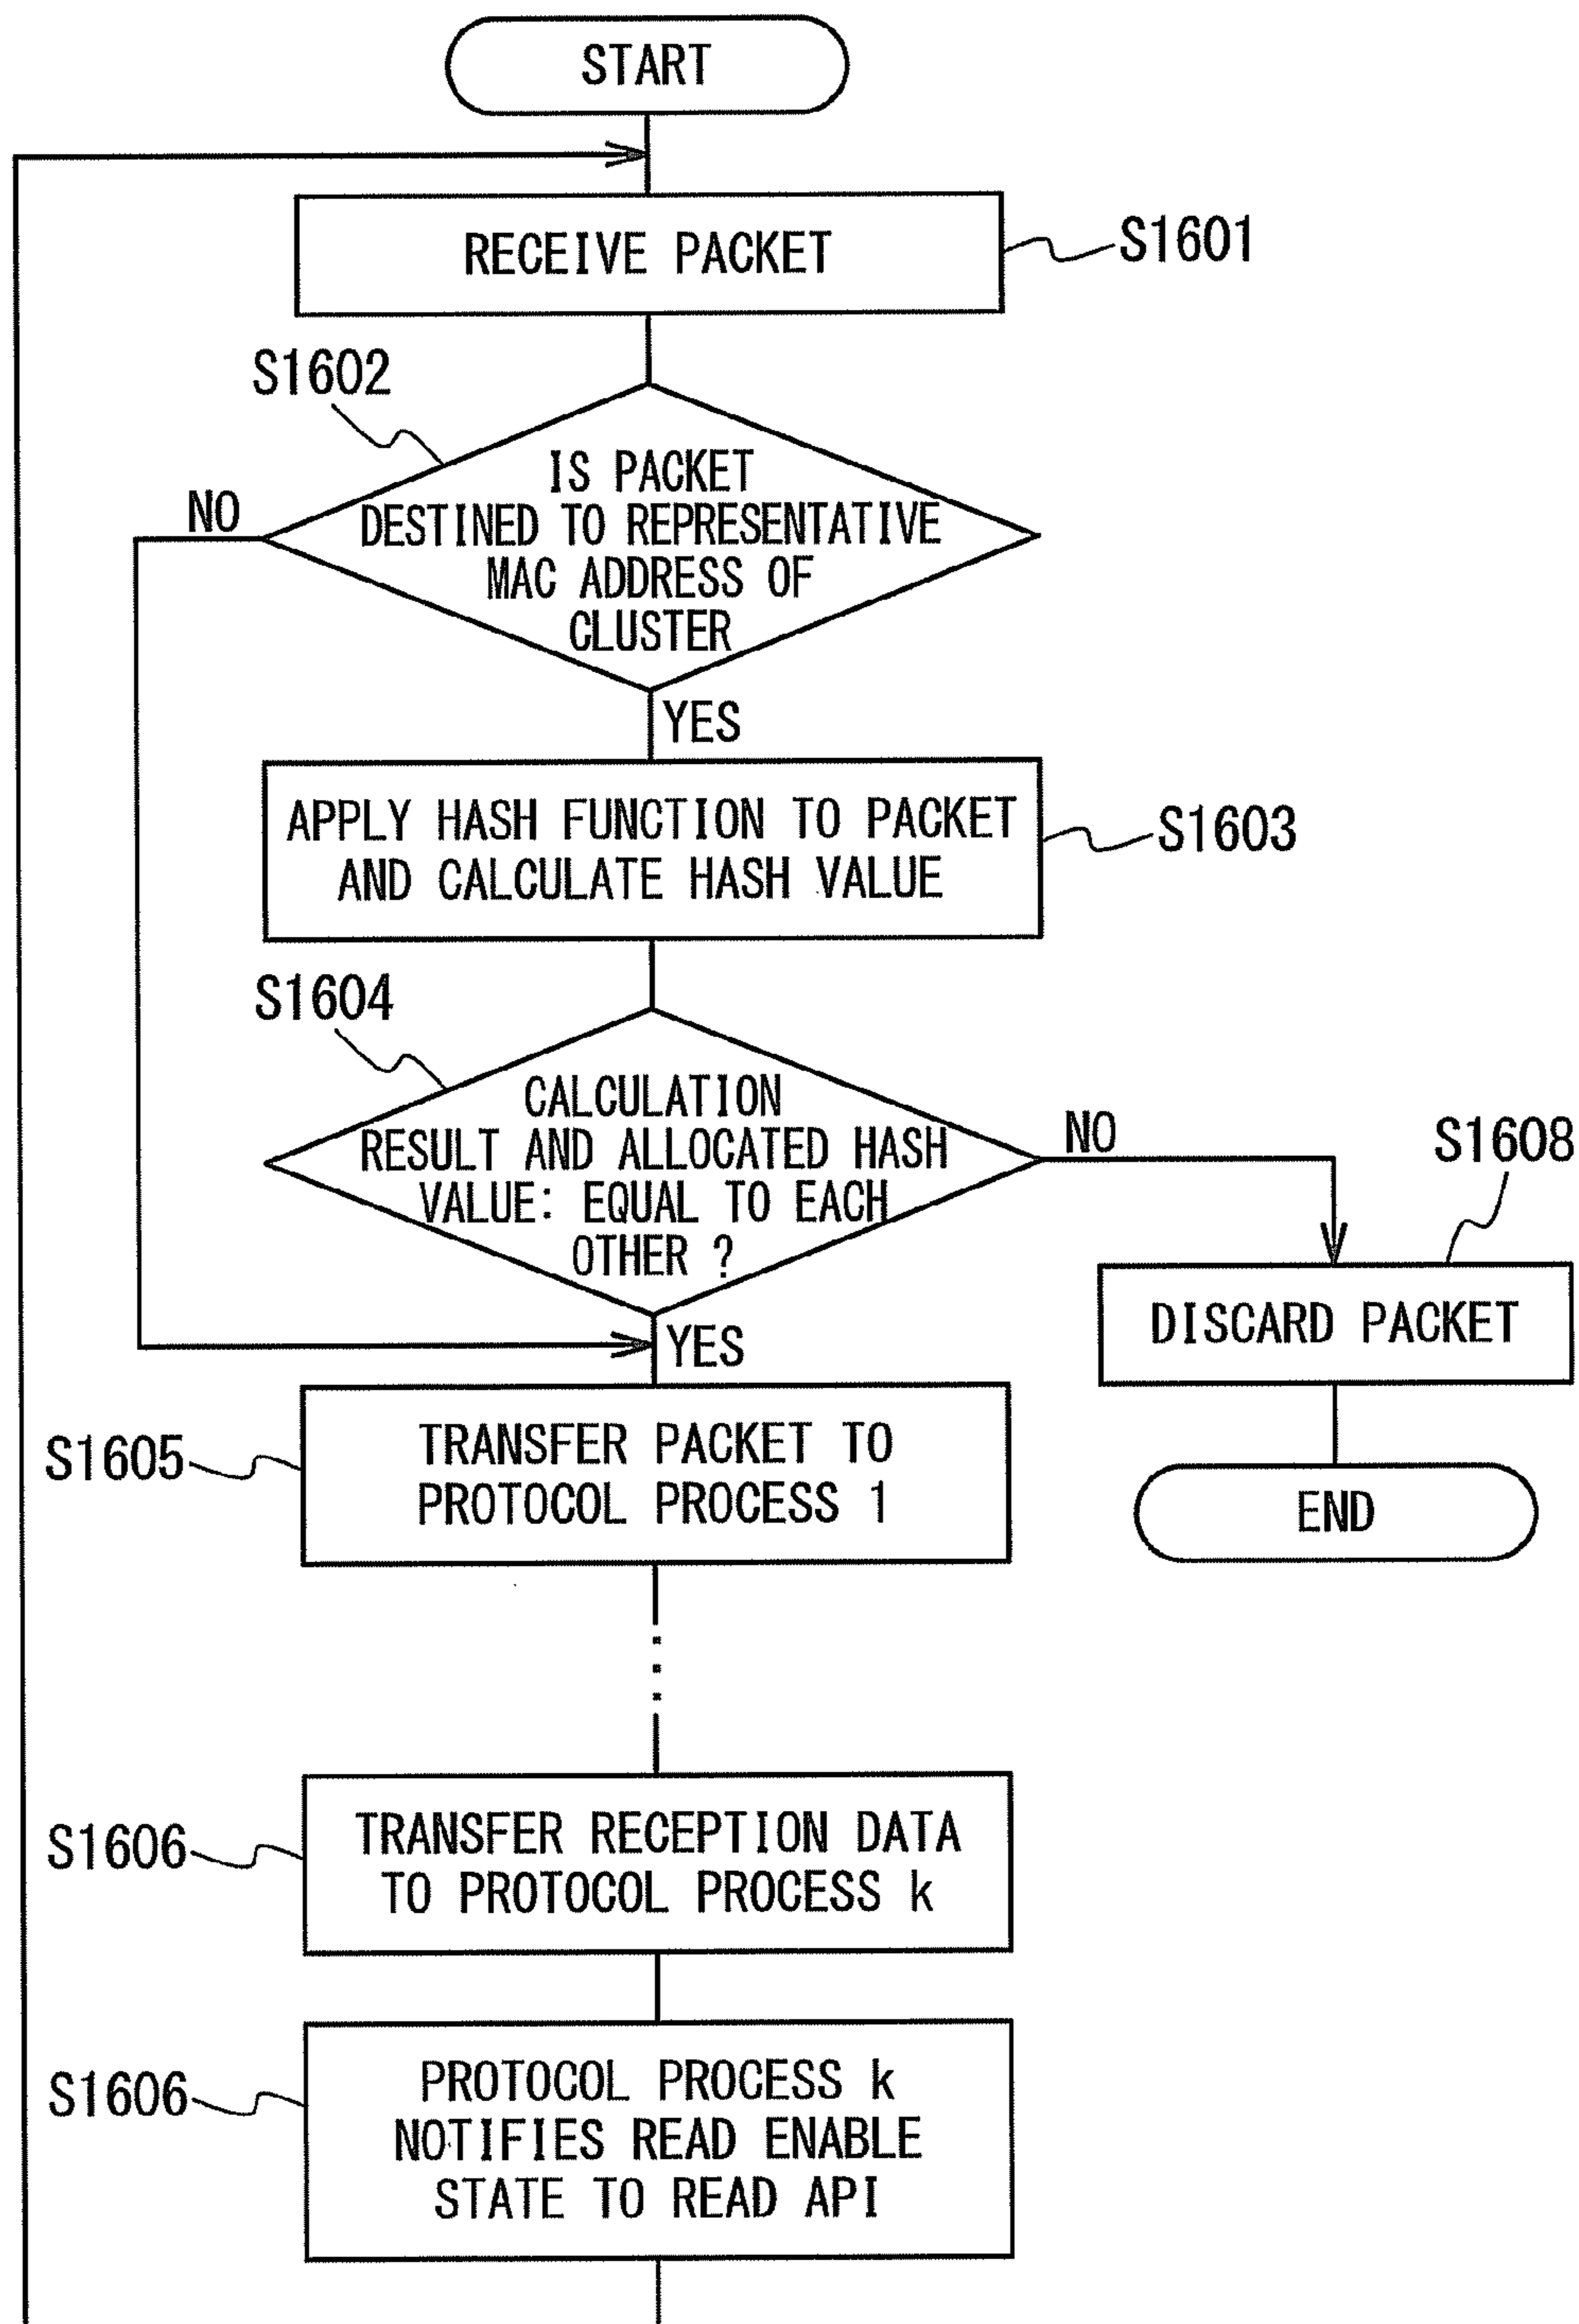 START
RECEIVE PACKET
S1601
S1602
IS PACKET
DESTINED TO REPRESENTATIVE
MAC ADDRESS OF
CLUSTER
NO
YES
APPLY HASH FUNCTION TO PACKET
AND CALCULATE HASH VALUE
S1603
S1604
CALCULATION
RESULT AND ALLOCATED HASH
VALUE: EQUAL TO EACH
OTHER ?
NO
S1608
DISCARD PACKET
END
YES
S1605
TRANSFER PACKET TO
PROTOCOL PROCESS 1
S1606
TRANSFER RECEPTION DATA
TO PROTOCOL PROCESS k
S1606
PROTOCOL PROCESS k
NOTIFIES READ ENABLE
STATE TO READ API